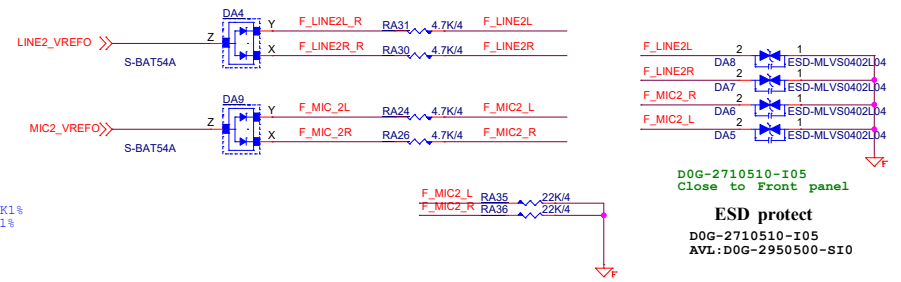 DA4
F_LINE2L_R RA31 4.7K/4 F_LINE2L
Y
LINE2_VREFO Z
F_LINE2R_R RA30 4.7K/4 F_LINE2R
X
S-BAT54A
DA9
F_MIC_2L RA24 4.7K/4 F_MIC2_L
Y
MIC2_VREFO Z
F_MIC_2R RA26 4.7K/4 F_MIC2_R
X
S-BAT54A
F_LINE2L 2 1
DA8 ESD-MLVS0402L04
F_LINE2R 2 1
DA7 ESD-MLVS0402L04
F_MIC2_R 2 1
DA6 ESD-MLVS0402L04
F_MIC2_L 2 1
DA5 ESD-MLVS0402L04
F
D0G-2710510-I05
Close to Front panel
ESD protect
D0G-2710510-I05
AVL:D0G-2950500-SI0
F_MIC2_L RA35 22K/4
F_MIC2_R RA36 22K/4
F
K1%
1%